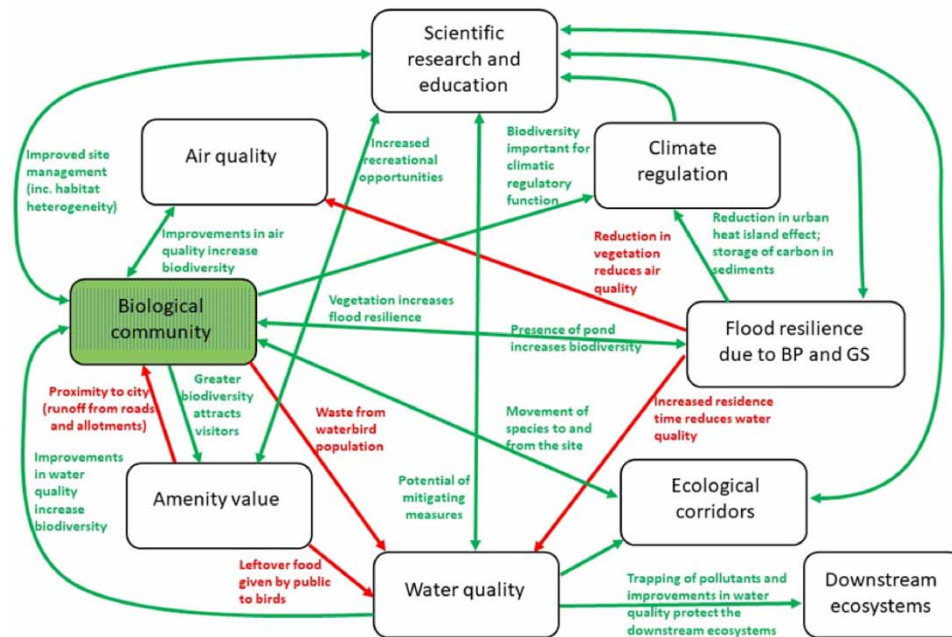 Scientific
research and
education
Improved site
management
(inc. habitat
heterogeneity)
Air quality
Increased
recreational
opportunities
Biodiversity
important for
climatic
regulatory
function
Climate
regulation
Improvements in air
quality increase
biodiversity
Reduction in
vegetation
reduces air
quality
Reduction in urban
heat island effect;
storage of carbon in
sediments
Biological
community
Vegetation increases
flood resilience
Presence of pond
increases biodiversity
Flood resilience
due to BP and GS
Proximity to city
(runoff from roads
and allotments)
Greater
biodiversity
attracts
visitors
Waste from
waterbird
population
Movement of
species to and
from the site
Increased residence
time reduces water
quality
Improvements
in water
quality
increase
biodiversity
Amenity value
Potential of
mitigating
measures
Ecological
corridors
Leftover food
given by public
to birds
Water quality
Trapping of pollutants and
improvements in water
quality protect the
downstream ecosystems
Downstream
ecosystems